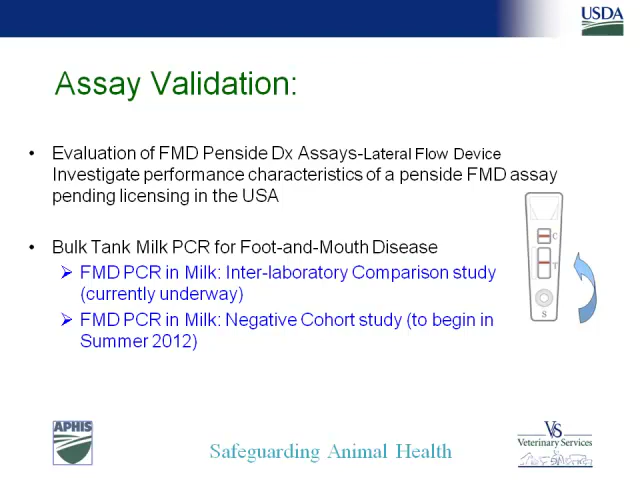 USDA
Assay Validation:
• Evaluation of FMD Penside Dx Assays-Lateral Flow Device
Investigate performance characteristics of a penside FMD assay
pending licensing in the USA
• Bulk Tank Milk PCR for Foot-and-Mouth Disease
➢ FMD PCR in Milk: Inter-laboratory Comparison study
(currently underway)
➢ FMD PCR in Milk: Negative Cohort study (to begin in
Summer 2012)
C
T
S
APHIS
Safeguarding Animal Health
VS
Veterinary Services